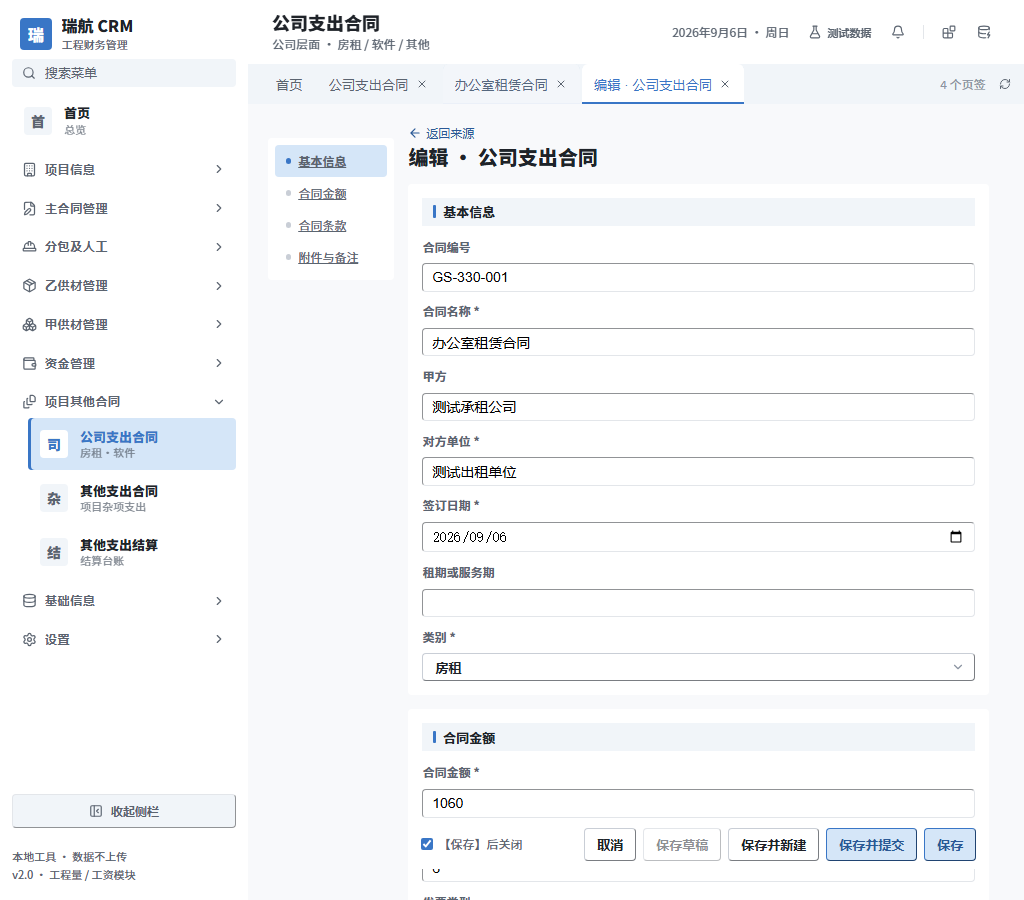 瑞
瑞航 CRM
工程财务管理
搜索菜单
首
首页
总览
项目信息
主合同管理
分包及人工
乙供材管理
甲供材管理
资金管理
项目其他合同
司
公司支出合同
房租・软件
杂
其他支出合同
项目杂项支出
结
其他支出结算
结算台账
基础信息
设置
收起侧栏
本地工具 · 数据不上传
v2.0 · 工程量 / 工资模块
公司支出合同
公司层面 · 房租 / 软件 / 其他
2026年9月6日 · 周日
测试数据
首页
公司支出合同
办公室租赁合同
编辑 · 公司支出合同
4 个页签
基本信息
合同金额
合同条款
附件与备注
返回来源
编辑 · 公司支出合同
基本信息
合同编号
GS-330-001
合同名称 *
办公室租赁合同
甲方
测试承租公司
对方单位 *
测试出租单位
签订日期 *
2026/09/06
租期或服务期
类别 *
房租
合同金额
合同金额 *
1060
【保存】后关闭
取消
保存草稿
保存并新建
保存并提交
保存